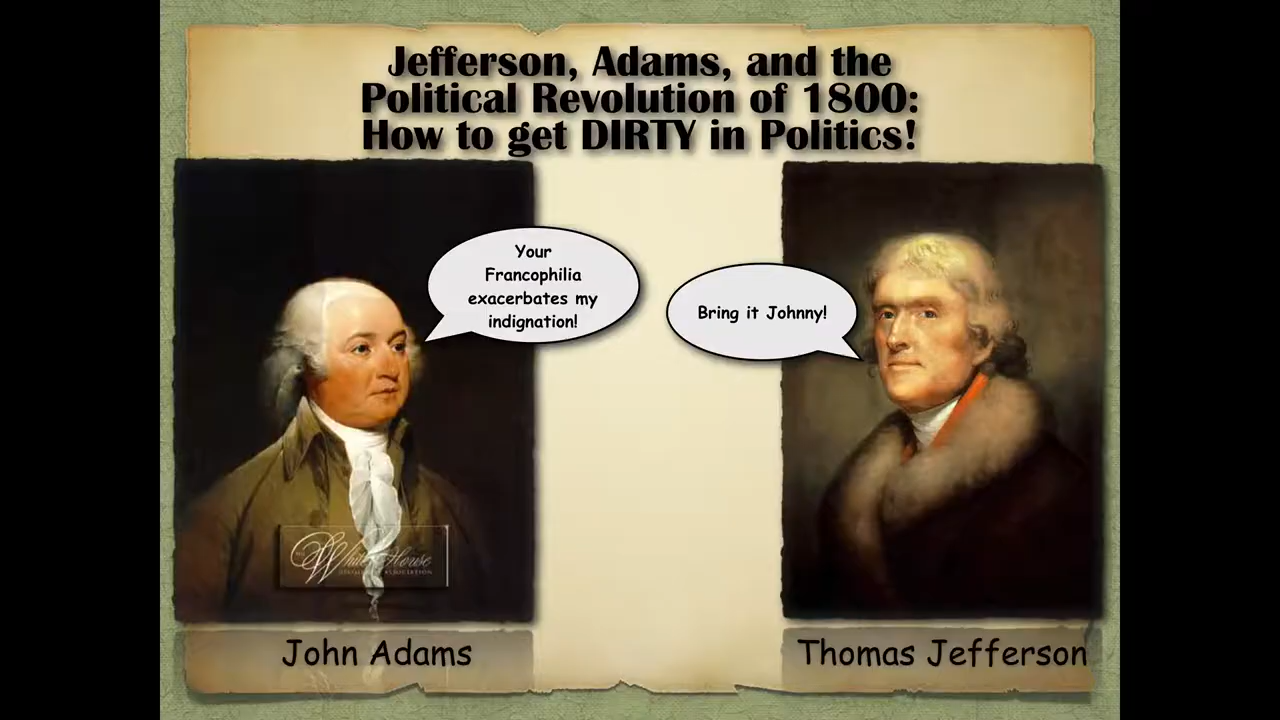 Jefferson, Adams, and the
Political Revolution of 1800:
How to get DIRTY in Politics!
Your
Francophilia
exacerbates my
indignation!
Bring it Johnny!
White House
John Adams
Thomas Jefferson